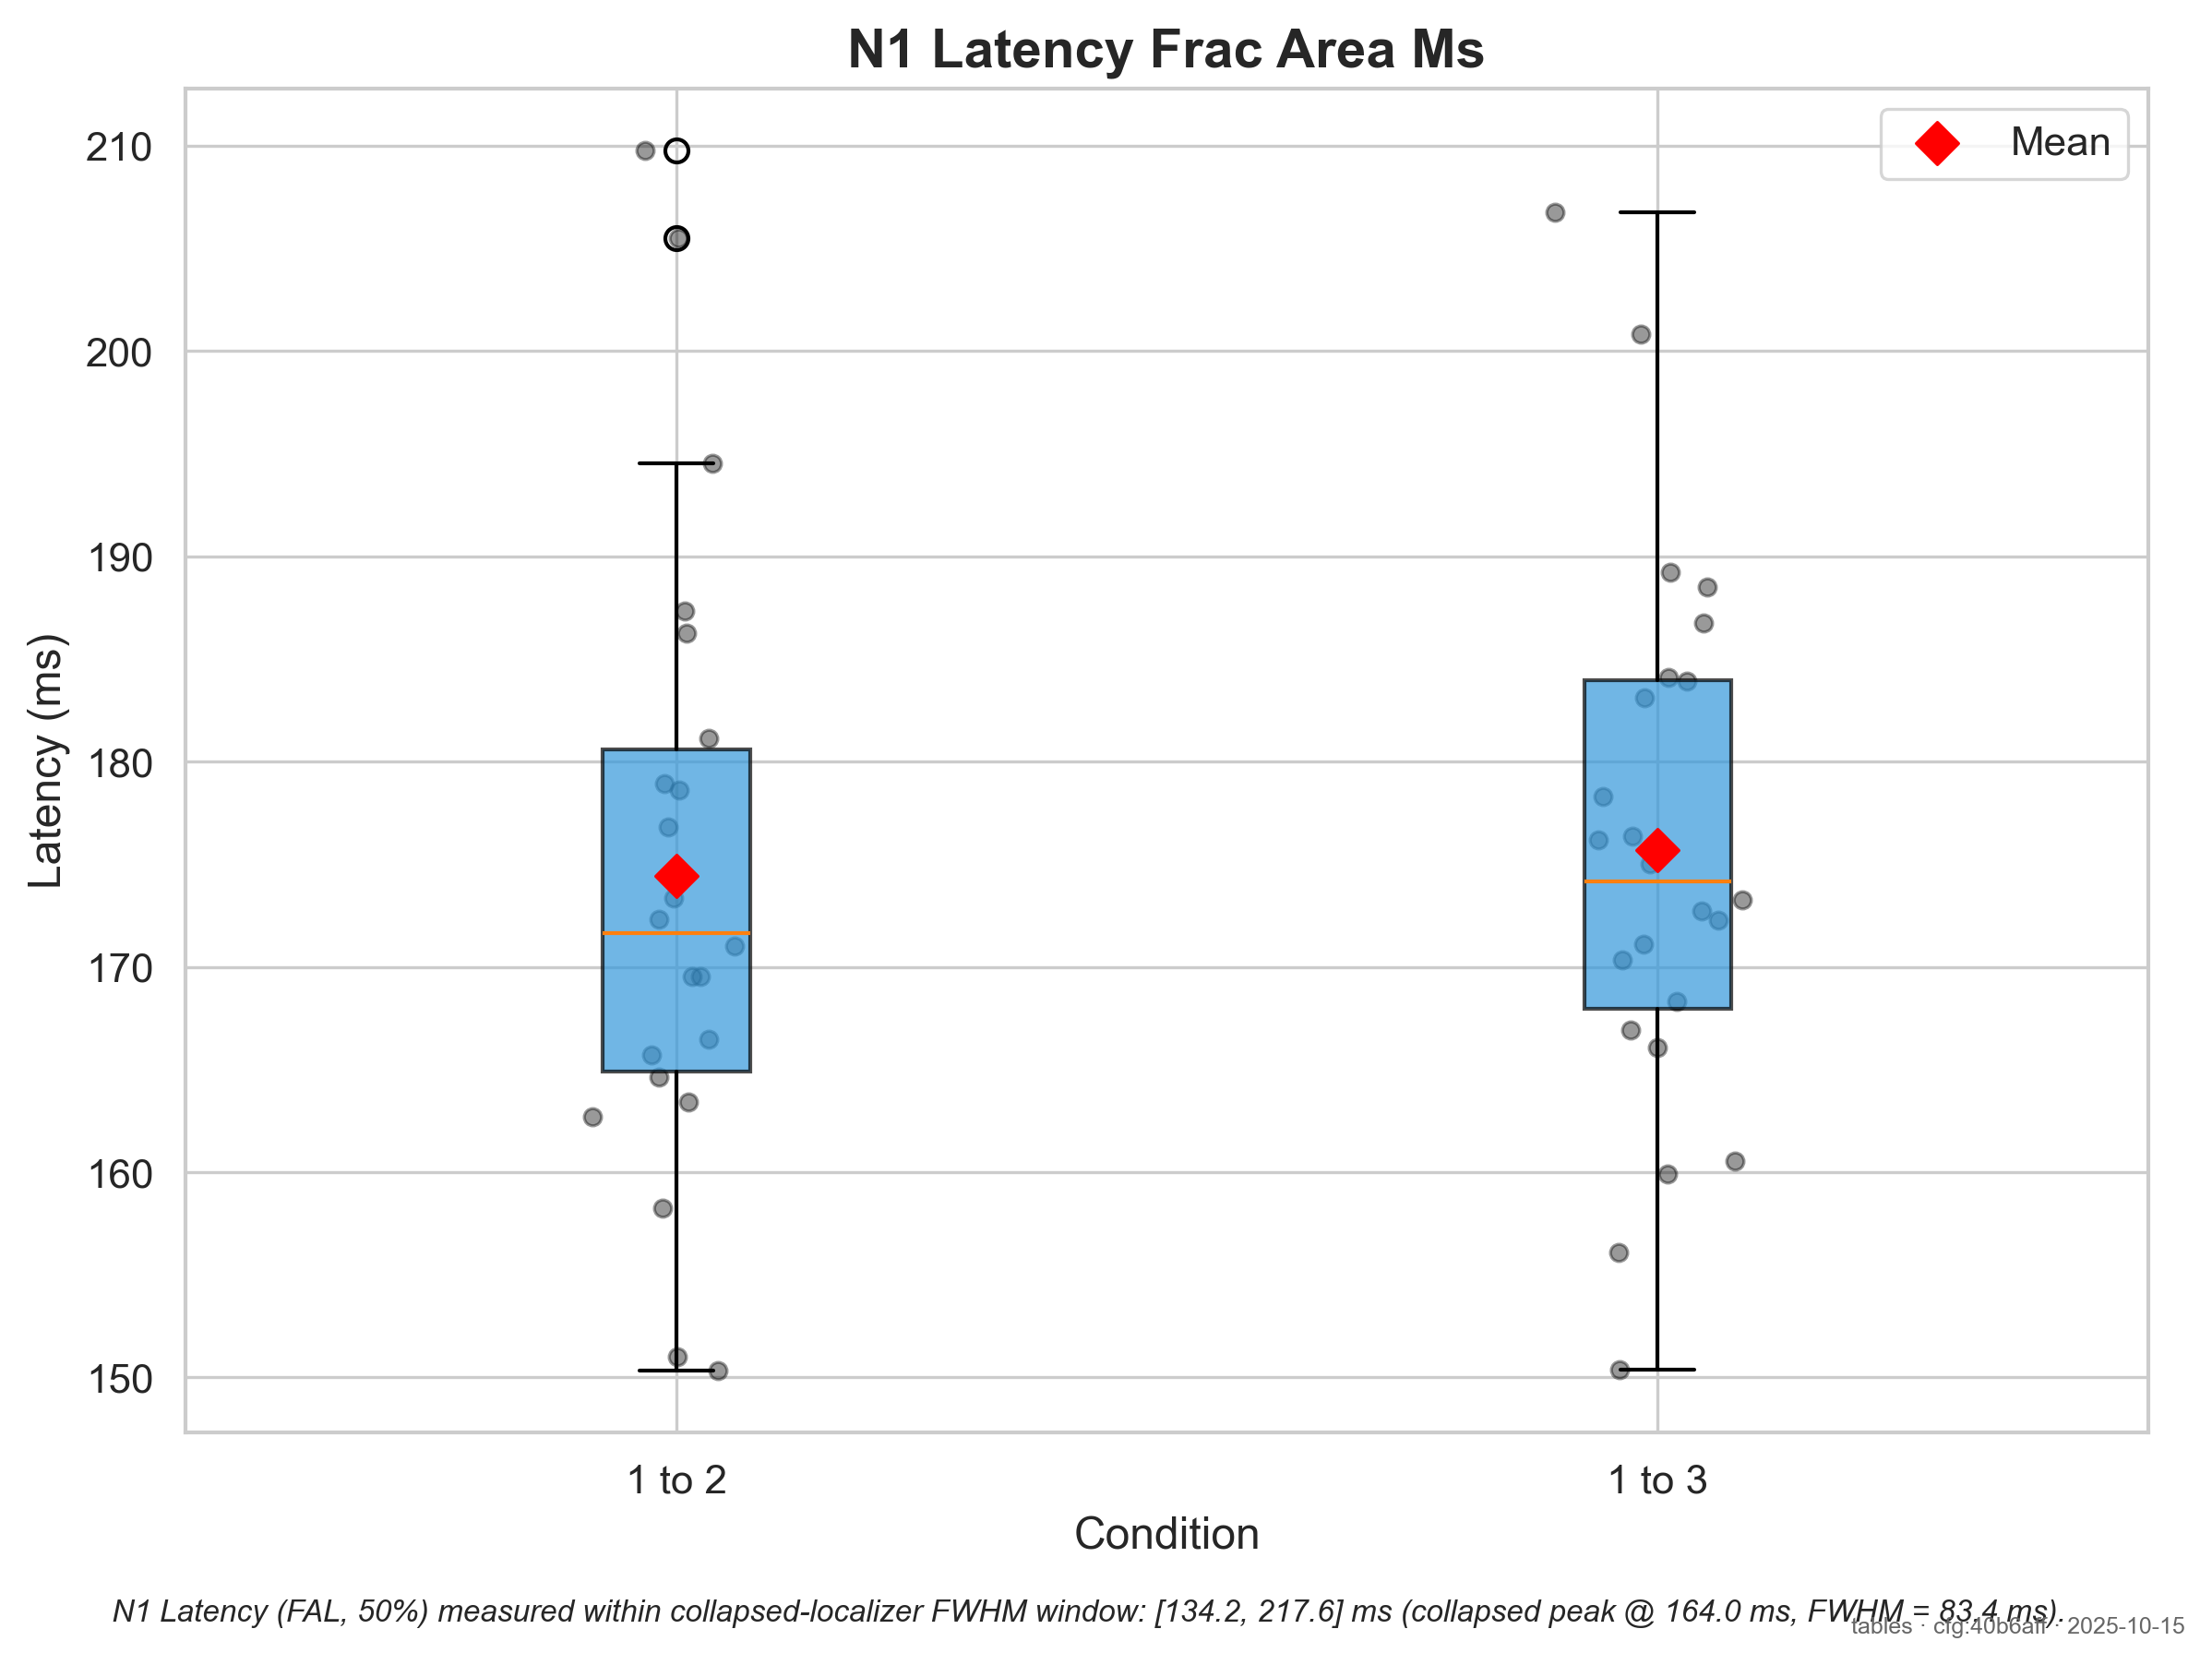 N1 Latency Frac Area Ms
Mean
210
200
190
180
170
160
150
Latency (ms)
1 to 2
1 to 3
Condition
N1 Latency (FAL, 50%) measured within collapsed-localizer FWHM window: [134.2, 217.6] ms (collapsed peak @ 164.0 ms, FWHM = 83.4 ms).
tables · cfg:40b6aff · 2025-10-15